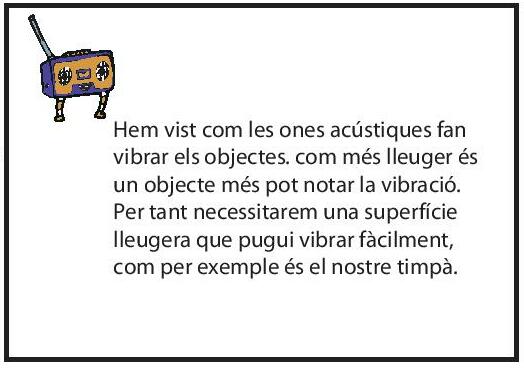 Hem vist com les ones acústiques fan
vibrar els objectes. com més lleuger és
un objecte més pot notar la vibració.
Per tant necessitarem una superfície
lleugera que pugui vibrar fàcilment,
com per exemple és el nostre timpà.